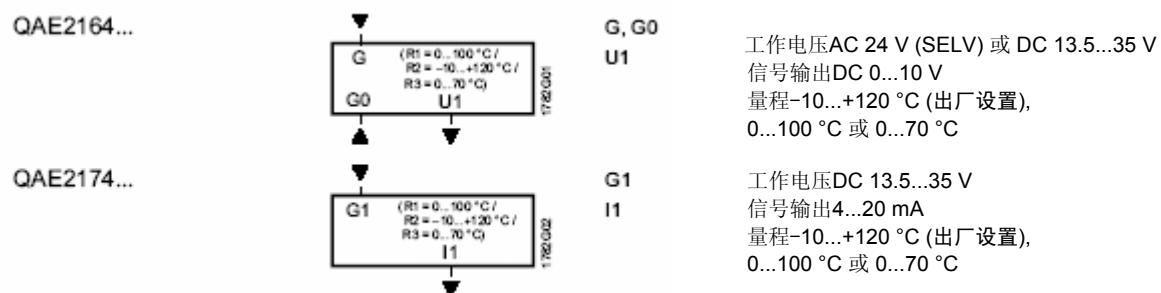 QAE2164...
G
(R1 = 0...100 °C /
R2 = −10...+120 °C /
R3 = 0...70 °C)
G0
U1
1782G01
G, G0
U1
工作电压AC 24 V (SELV) 或 DC 13.5...35 V
信号输出DC 0...10 V
量程−10...+120 °C (出厂设置),
0...100 °C 或 0...70 °C
QAE2174...
G1
(R1 = 0...100 °C /
R2 = −10...+120 °C /
R3 = 0...70 °C)
I1
1782G02
G1
I1
工作电压DC 13.5...35 V
信号输出4...20 mA
量程−10...+120 °C (出厂设置),
0...100 °C 或 0...70 °C